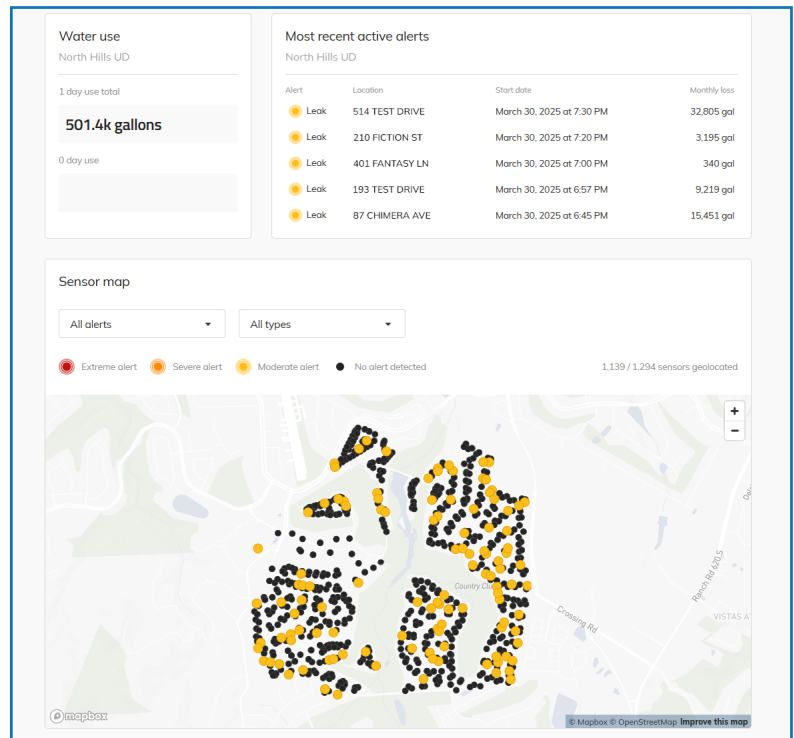 Water use
North Hills UD
1 day use total
501.4k gallons
0 day use
Most recent active alerts
North Hills UD
Alert Location Start date Monthly loss
Leak 514 TEST DRIVE March 30, 2025 at 7:30 PM 32,805 gal
Leak 210 FICTION ST March 30, 2025 at 7:20 PM 3,195 gal
Leak 401 FANTASY LN March 30, 2025 at 7:00 PM 340 gal
Leak 193 TEST DRIVE March 30, 2025 at 6:57 PM 9,219 gal
Leak 87 CHIMERA AVE March 30, 2025 at 6:45 PM 15,451 gal
Sensor map
All alerts All types
Extreme alert Severe alert Moderate alert No alert detected 1,139 / 1,294 sensors geolocated
+
−
Ranch Rd 620 S
Country
Crossing Rd
VISTAS A
mapbox
© Mapbox © OpenStreetMap Improve this map